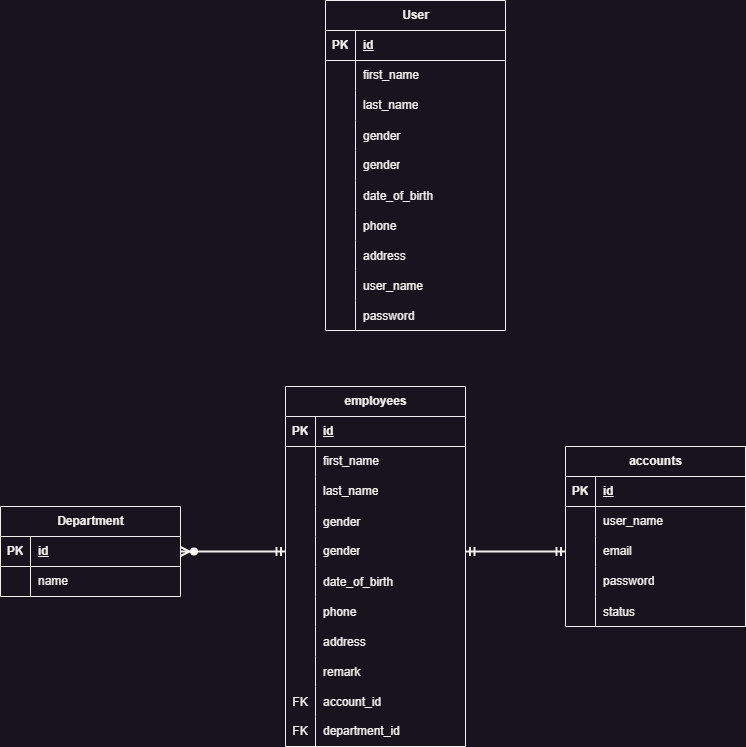 User
PK id
first_name
last_name
gender
gender
date_of_birth
phone
address
user_name
password
employees
PK id
first_name
last_name
gender
gender
date_of_birth
phone
address
remark
FK account_id
FK department_id
Department
PK id
name
accounts
PK id
user_name
email
password
status